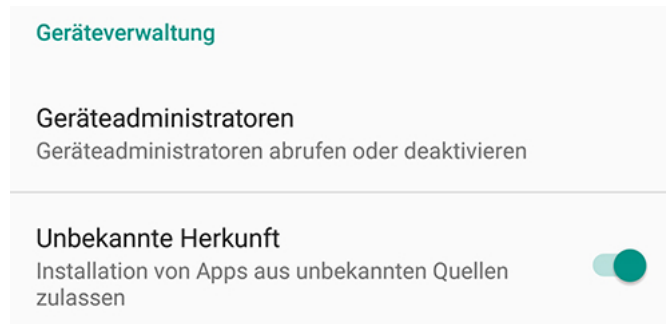 Geräteverwaltung
Geräteadministratoren
Geräteadministratoren abrufen oder deaktivieren
Unbekannte Herkunft
Installation von Apps aus unbekannten Quellen
zulassen